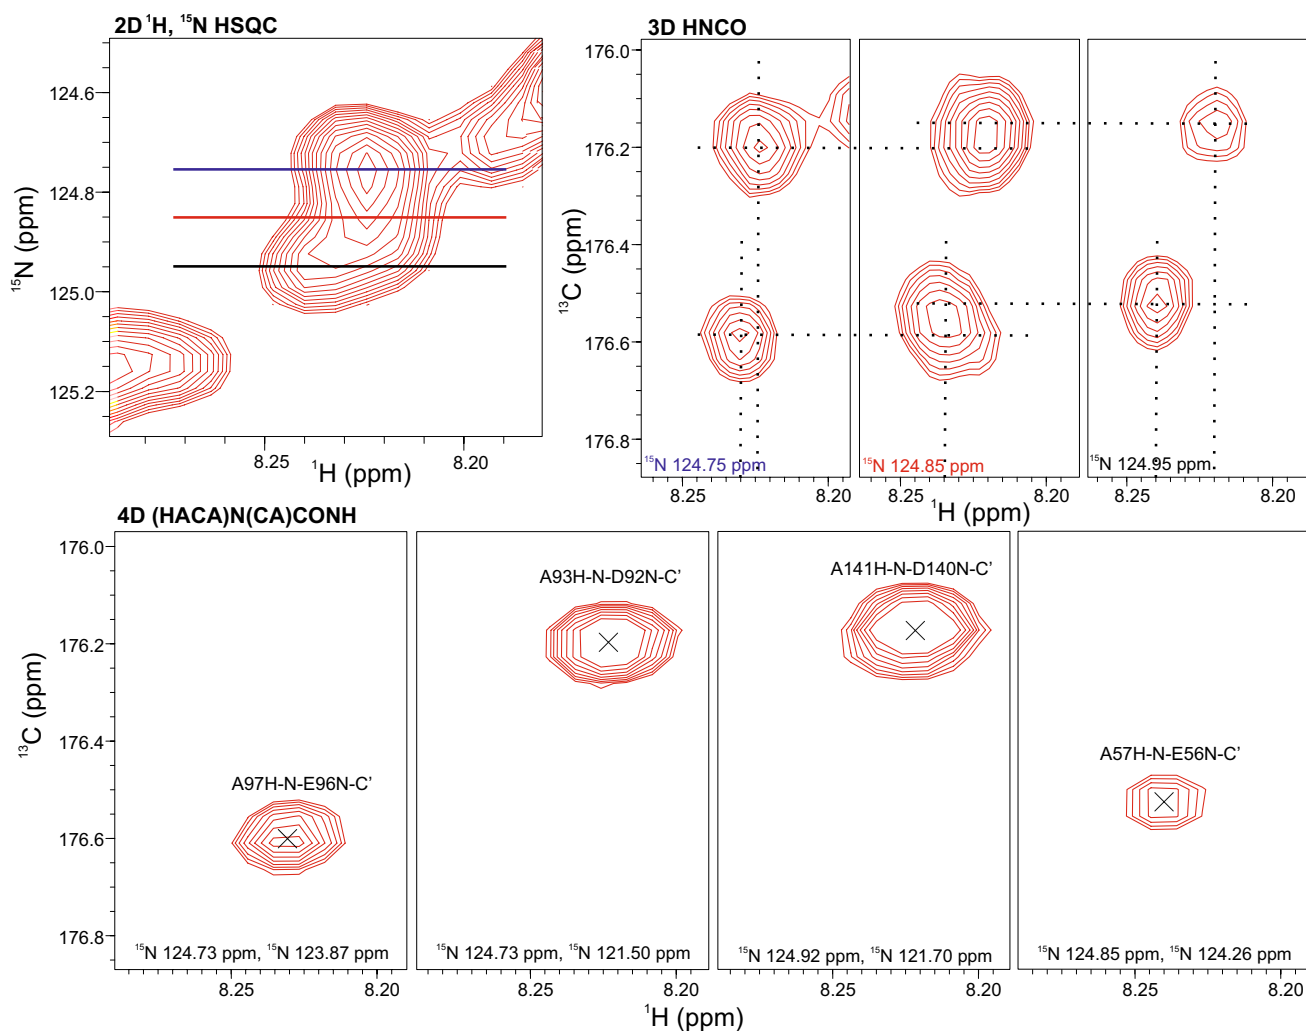 2D ¹H, ¹⁵N HSQC
3D HNCO
124.6
124.8
125.0
125.2
¹⁵N (ppm)
8.25
8.20
¹H (ppm)
176.0
176.2
176.4
176.6
176.8
¹³C (ppm)
¹⁵N 124.75 ppm
¹⁵N 124.85 ppm
¹⁵N 124.95 ppm
8.25
8.20
8.25
8.20
8.25
8.20
¹H (ppm)
4D (HACA)N(CA)CONH
176.0
176.2
176.4
176.6
176.8
¹³C (ppm)
A97H-N-E96N-C’
A93H-N-D92N-C’
A141H-N-D140N-C’
A57H-N-E56N-C’
¹⁵N 124.73 ppm, ¹⁵N 123.87 ppm
¹⁵N 124.73 ppm, ¹⁵N 121.50 ppm
¹⁵N 124.92 ppm, ¹⁵N 121.70 ppm
¹⁵N 124.85 ppm, ¹⁵N 124.26 ppm
8.25
8.20
8.25
8.20
8.25
8.20
8.25
8.20
¹H (ppm)